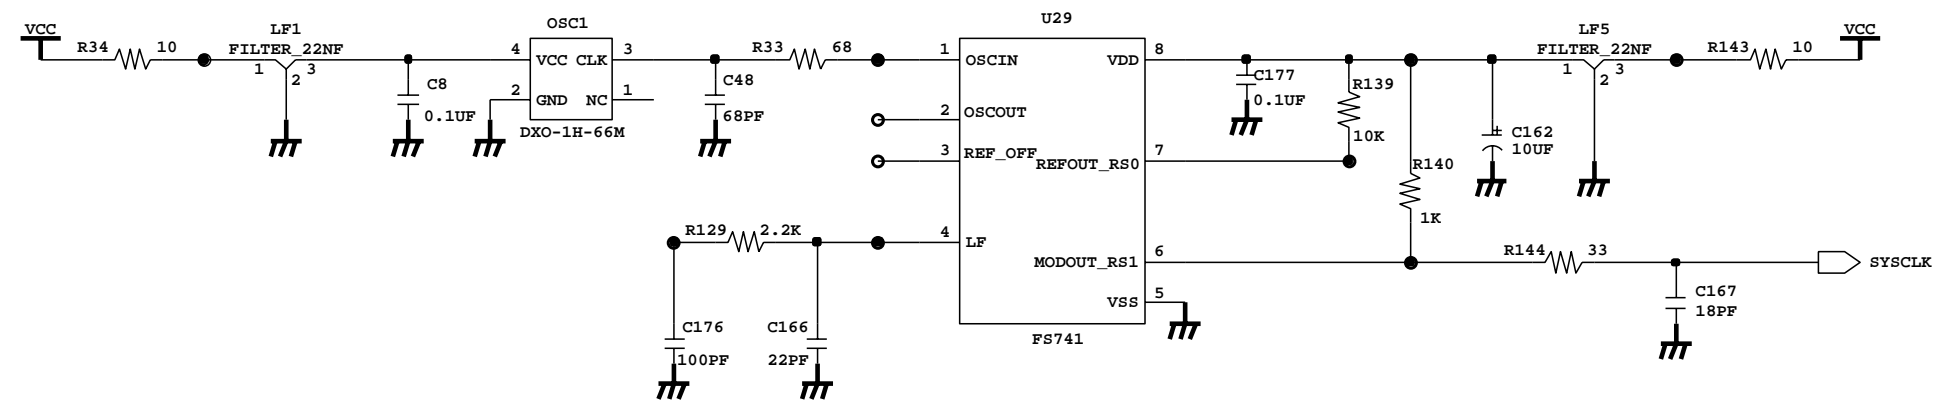 VCC
R34 10
LF1
FILTER_22NF
1 2 3
C8
0.1UF
OSC1
4 VCC CLK 3
2 GND NC 1
DXO-1H-66M
C48
68PF
R33 68
U29
1 OSCIN VDD 8
2 OSCOUT
3 REF_OFF
REFOUT_RS0 7
4 LF
MODOUT_RS1 6
VSS 5
FS741
R129 2.2K
C176
100PF
C166
22PF
C177
0.1UF
R139
10K
R140
1K
+
C162
10UF
LF5
FILTER_22NF
1 2 3
R143 10
VCC
R144 33
C167
18PF
SYSCLK